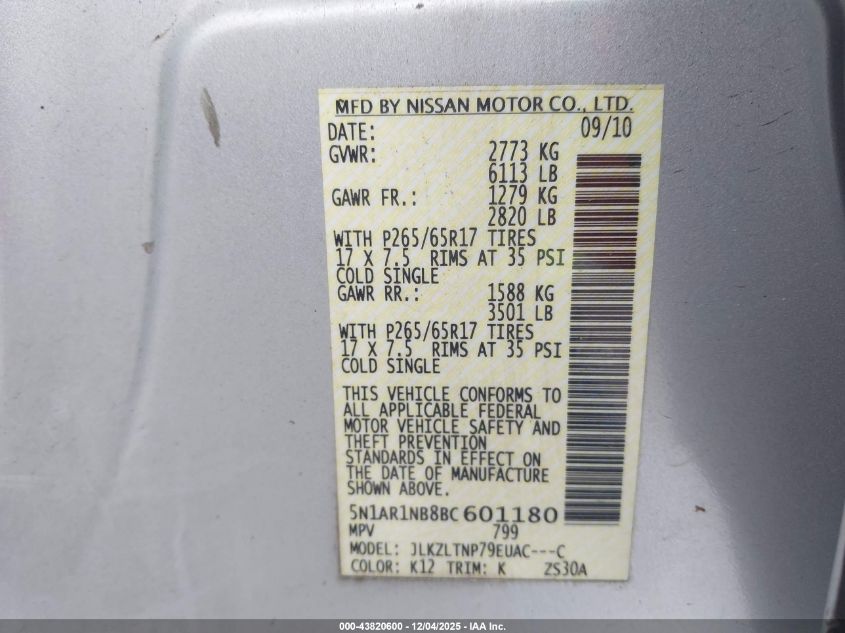 MFD BY NISSAN MOTOR CO., LTD.
DATE: 09/10
GVWR: 2773 KG
6113 LB
GAWR FR.: 1279 KG
2820 LB
WITH P265/65R17 TIRES
17 X 7.5 RIMS AT 35 PSI
COLD SINGLE
GAWR RR.: 1588 KG
3501 LB
WITH P265/65R17 TIRES
17 X 7.5 RIMS AT 35 PSI
COLD SINGLE
THIS VEHICLE CONFORMS TO
ALL APPLICABLE FEDERAL
MOTOR VEHICLE SAFETY AND
THEFT PREVENTION
STANDARDS IN EFFECT ON
THE DATE OF MANUFACTURE
SHOWN ABOVE.
5N1AR1NB8BC601180
MPV 799
MODEL: JLKZLTNP79EUAC---C
COLOR: K12 TRIM: K ZS30A
000-43820600 - 12/04/2025 - IAA Inc.